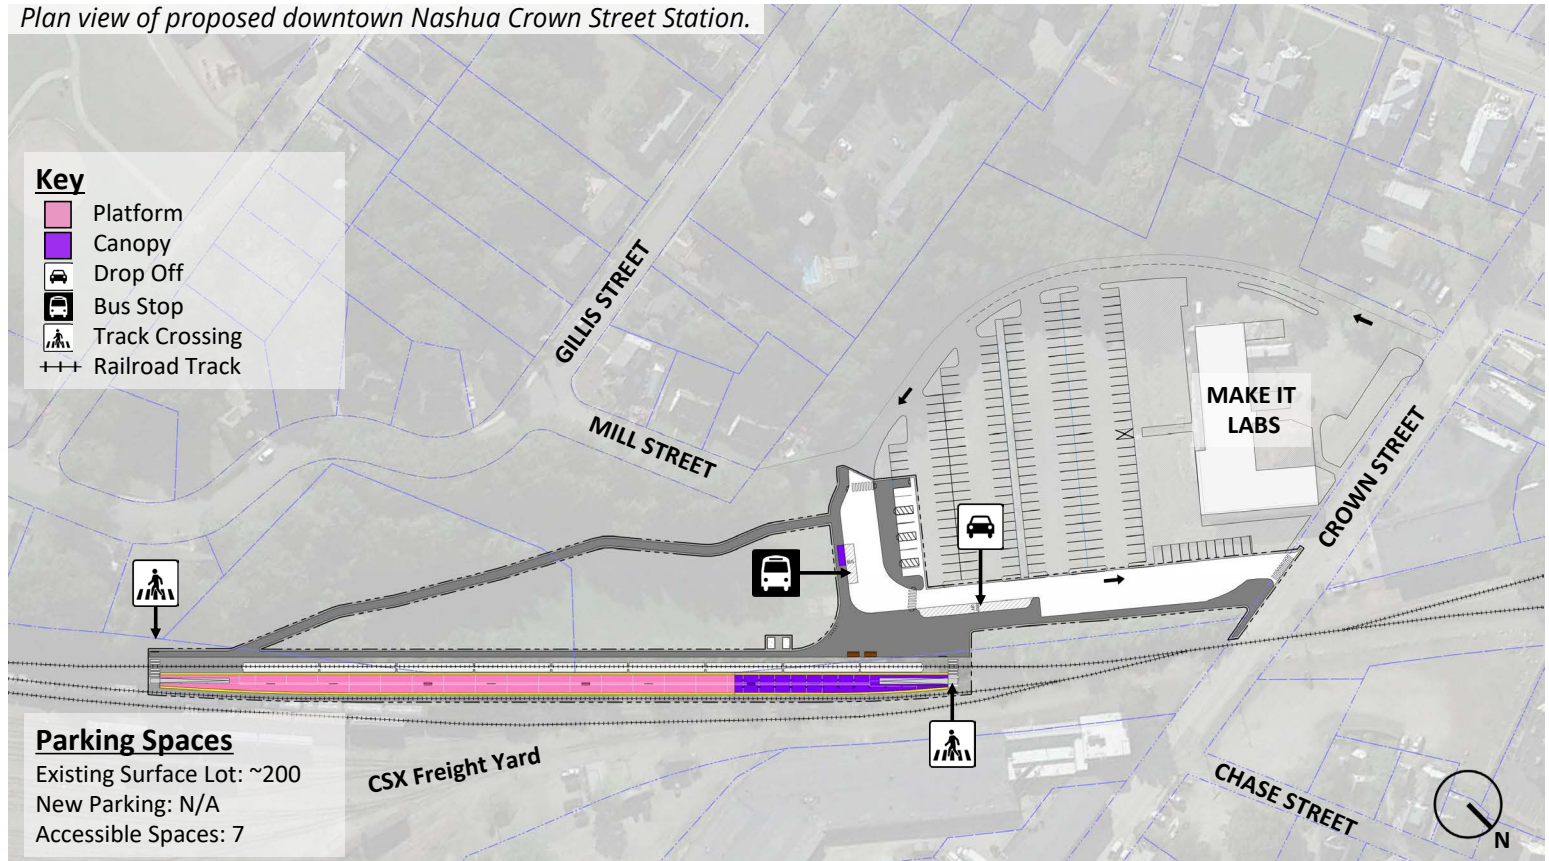 Plan view of proposed downtown Nashua Crown Street Station.
Key
Platform
Canopy
Drop Off
Bus Stop
Track Crossing
Railroad Track
GILLIS STREET
MILL STREET
MAKE IT
LABS
CROWN STREET
CSX Freight Yard
CHASE STREET
Parking Spaces
Existing Surface Lot: ~200
New Parking: N/A
Accessible Spaces: 7
N